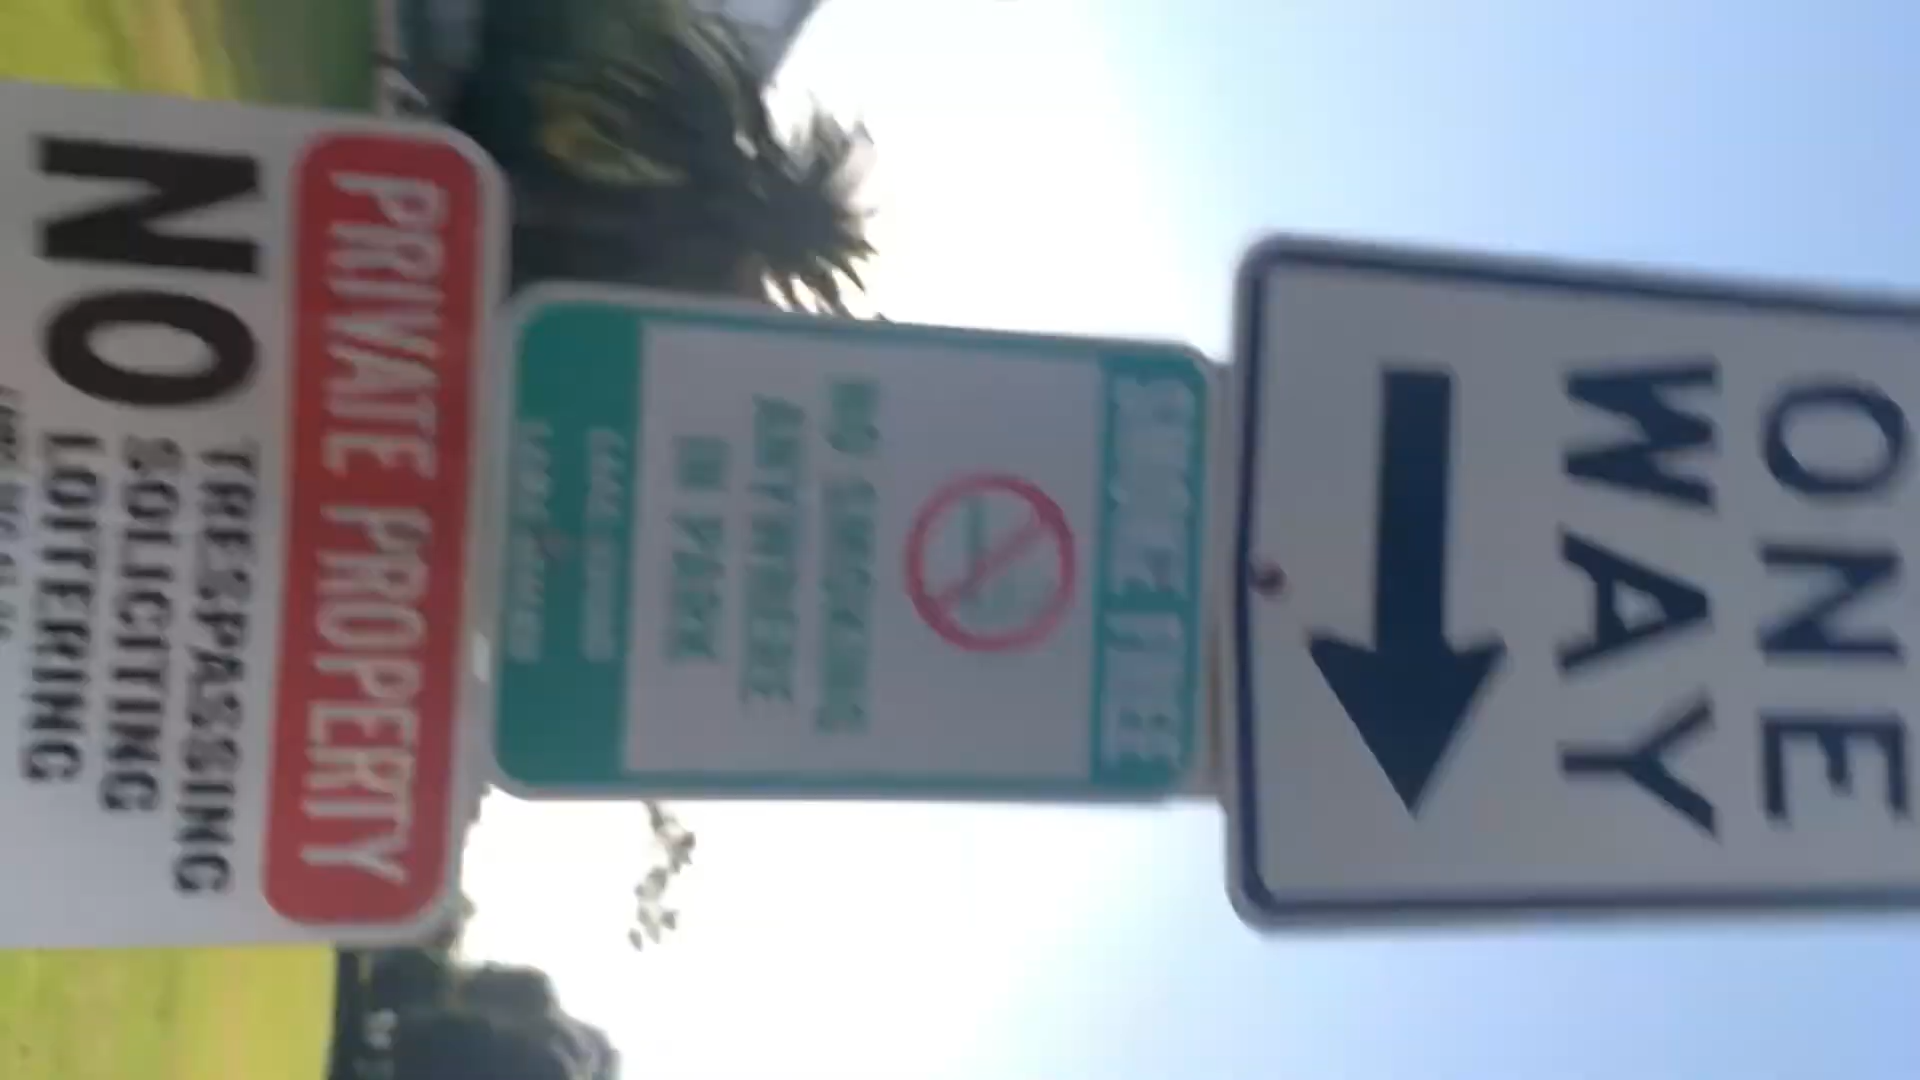 ONE
WAY
SMOKE FREE
NO SMOKING
ANYWHERE
IN PARK
PRIVATE PROPERTY
NO
TRESPASSING
SOLICITING
LOITERING